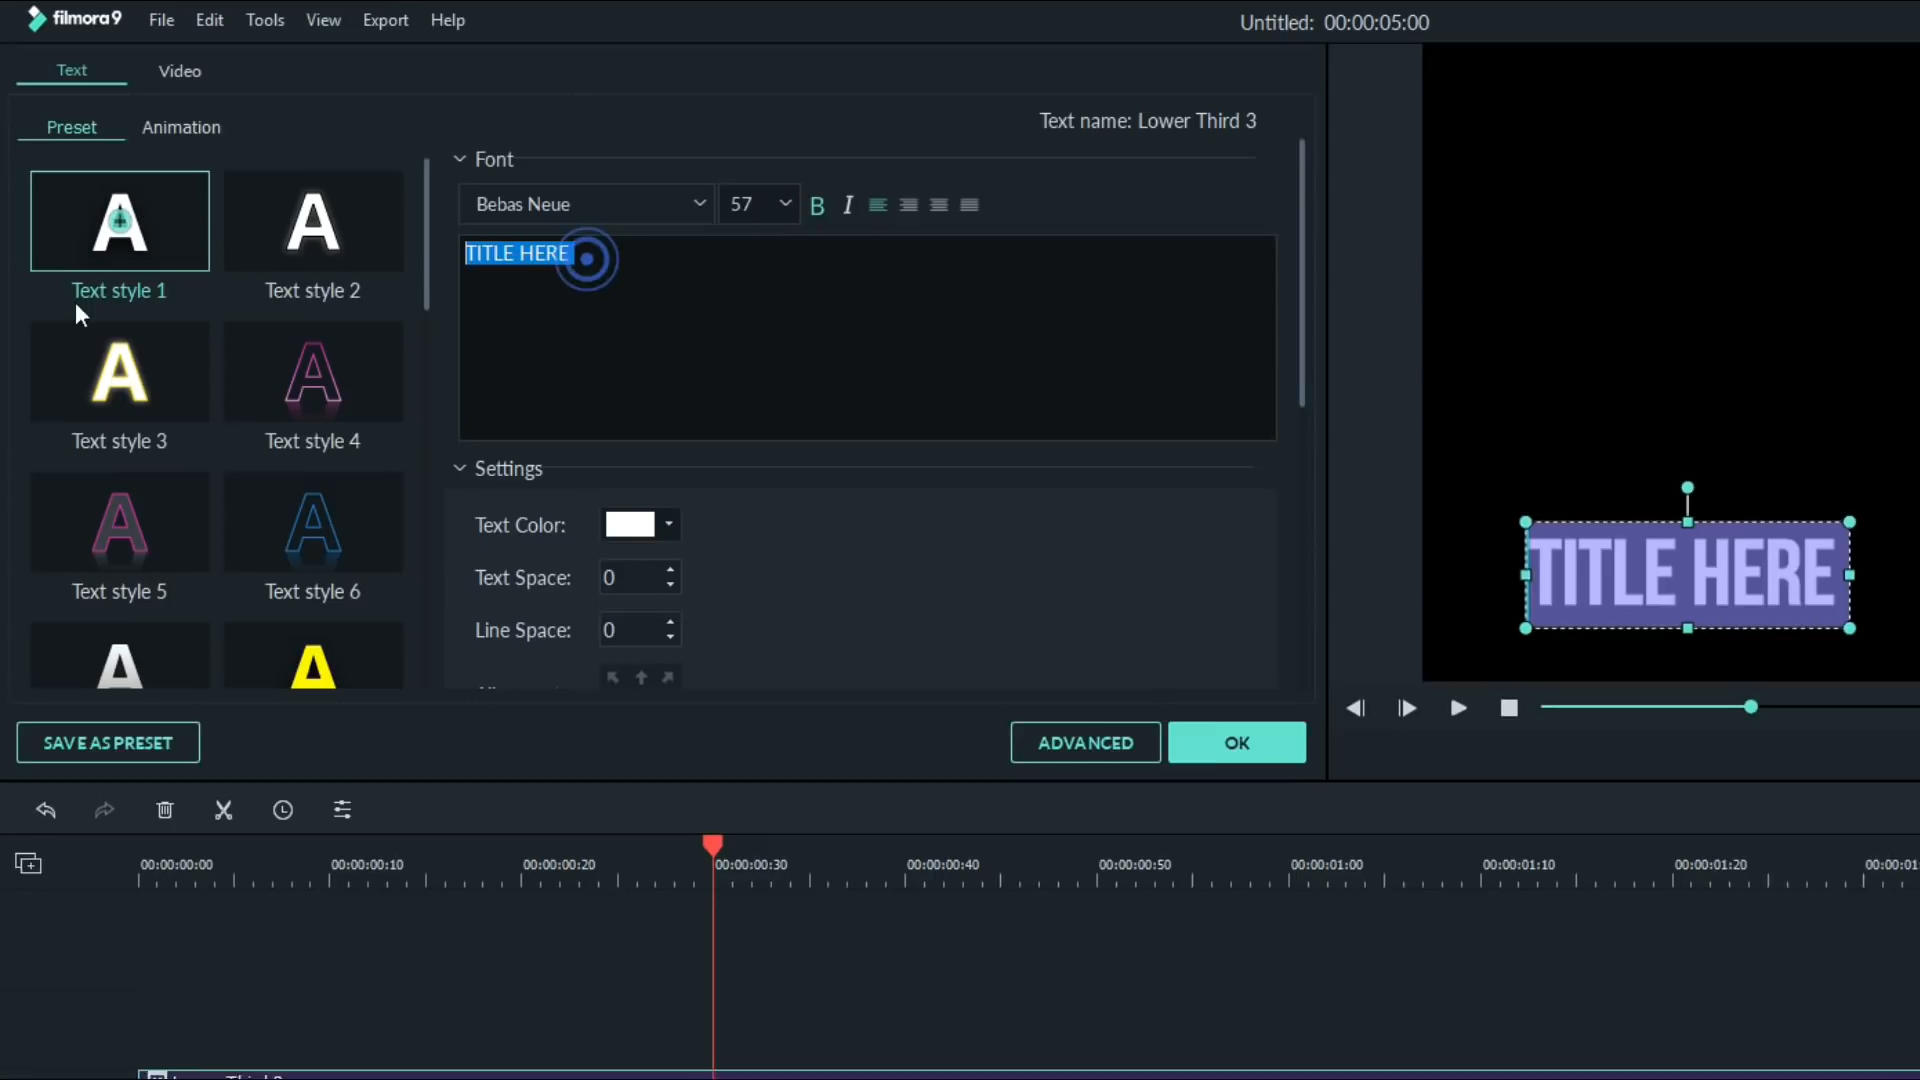 filmora9 File Edit Tools View Export Help
Untitled: 00:00:05:00
Text Video
Preset Animation
Text name: Lower Third 3
Font
Bebas Neue 57 B I
TITLE HERE
Text style 1 Text style 2
Text style 3 Text style 4
Text style 5 Text style 6
Settings
Text Color:
Text Space: 0
Line Space: 0
TITLE HERE
SAVE AS PRESET ADVANCED OK
00:00:00:00 00:00:00:10 00:00:00:20 00:00:00:30 00:00:00:40 00:00:00:50 00:00:01:00 00:00:01:10 00:00:01:20 00:00:01: